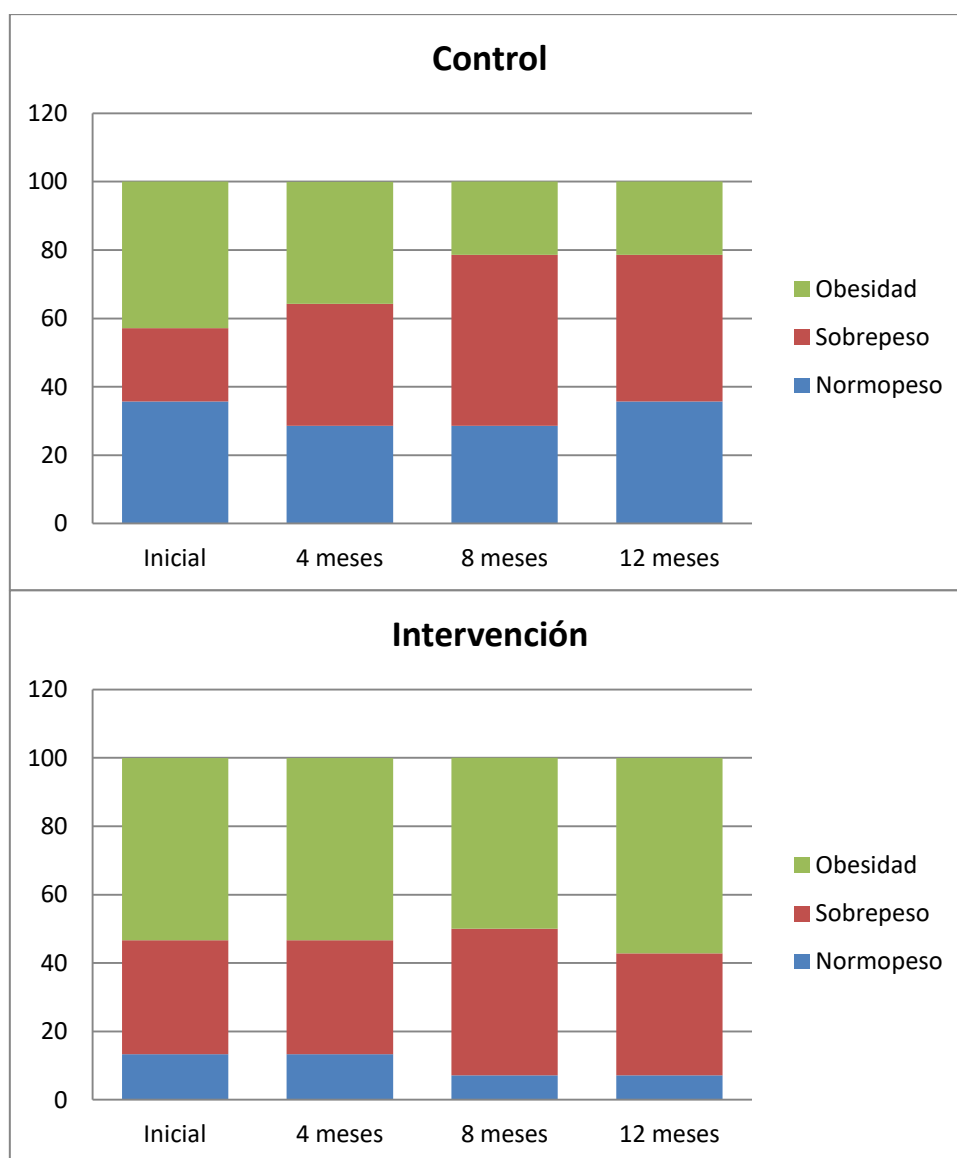 Control
120
100
80
60
40
20
0
Inicial 4 meses 8 meses 12 meses
Obesidad
Sobrepeso
Normopeso
Intervención
120
100
80
60
40
20
0
Inicial 4 meses 8 meses 12 meses
Obesidad
Sobrepeso
Normopeso